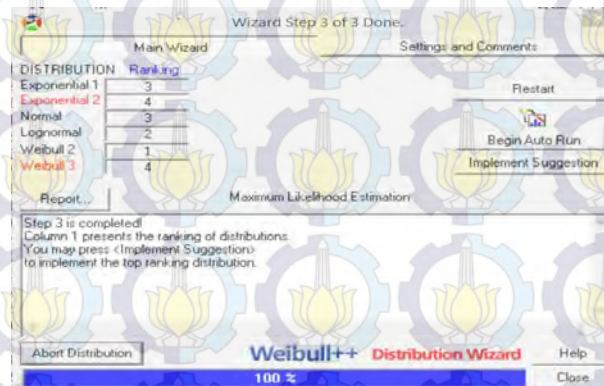 Wizard Step 3 of 3 Done.
Main Wizard
Settings and Comments
DISTRIBUTION Ranking
Exponential 1 3
Exponential 2 4
Normal 3
Lognormal 2
Weibull 2 1
Weibull 3 4
Restart
Begin Auto Run
Implement Suggestion
Report...
Maximum Likelihood Estimation
Step 3 is completed!
Column 1 presents the ranking of distributions.
You may press <Implement Suggestion>
to implement the top ranking distribution.
Abort Distribution
Weibull++ Distribution Wizard
Help
100 %
Close